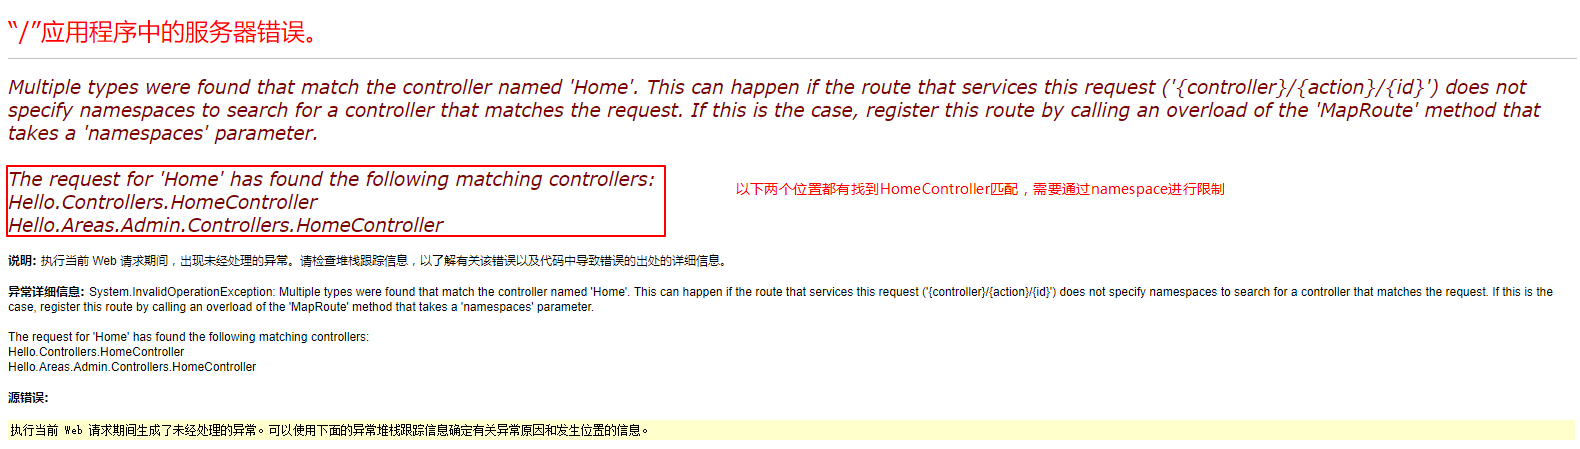 “/”应用程序中的服务器错误。
Multiple types were found that match the controller named 'Home'. This can happen if the route that services this request ('{controller}/{action}/{id}') does not
specify namespaces to search for a controller that matches the request. If this is the case, register this route by calling an overload of the 'MapRoute' method that
takes a 'namespaces' parameter.
The request for 'Home' has found the following matching controllers:
以下两个位置都有找到HomeController匹配，需要通过namespace进行限制
Hello.Controllers.HomeController
Hello.Areas.Admin.Controllers.HomeController
说明: 执行当前 Web 请求期间，出现未经处理的异常。请检查堆栈跟踪信息，以了解有关该错误以及代码中导致错误的出处的详细信息。
异常详细信息: System.InvalidOperationException: Multiple types were found that match the controller named 'Home'. This can happen if the route that services this request ('{controller}/{action}/{id}') does not specify namespaces to search for a controller that matches the request. If this is the
case, register this route by calling an overload of the 'MapRoute' method that takes a 'namespaces' parameter.
The request for 'Home' has found the following matching controllers:
Hello.Controllers.HomeController
Hello.Areas.Admin.Controllers.HomeController
源错误:
执行当前 Web 请求期间生成了未经处理的异常。可以使用下面的异常堆栈跟踪信息确定有关异常原因和发生位置的信息。